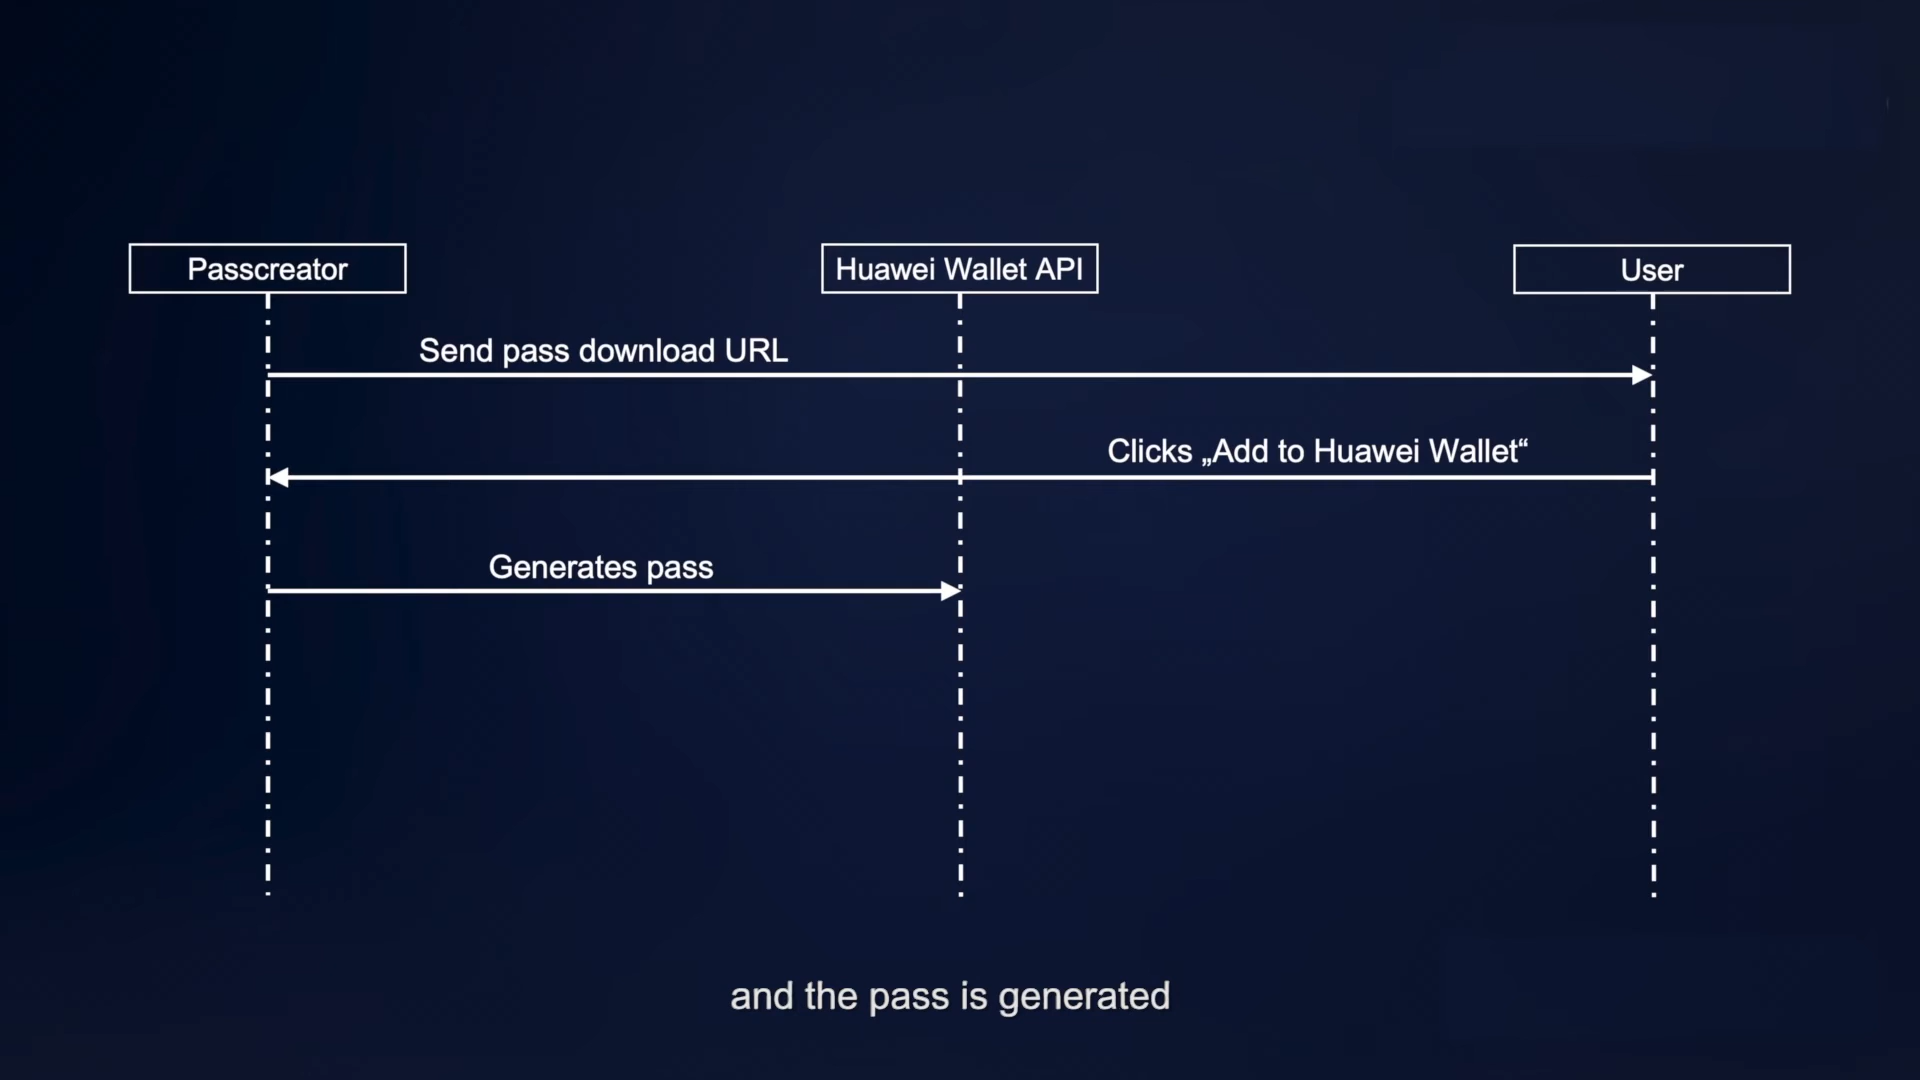 Passcreator
Huawei Wallet API
User
Send pass download URL
Clicks „Add to Huawei Wallet“
Generates pass
and the pass is generated